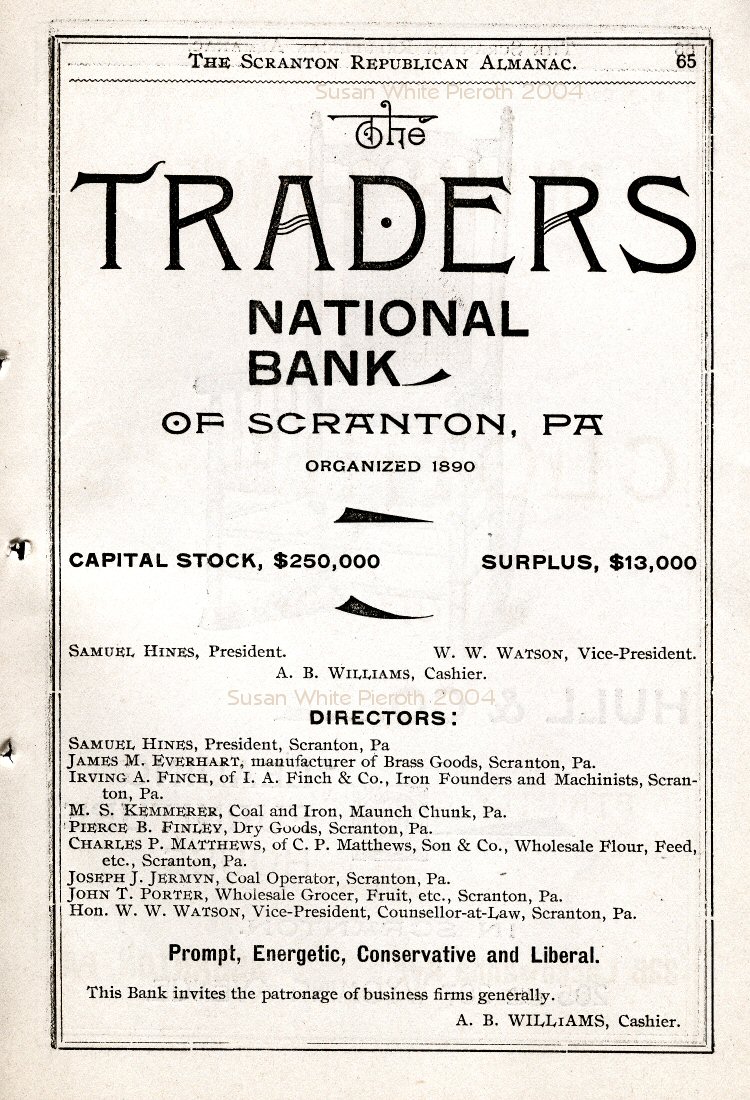 THE SCRANTON REPUBLICAN ALMANAC. 65
Susan White Pieroth 2004
The
TRADERS
NATIONAL
BANK
OF SCRANTON, PA
ORGANIZED 1890
CAPITAL STOCK, $250,000 SURPLUS, $13,000
SAMUEL HINES, President. W. W. WATSON, Vice-President.
A. B. WILLIAMS, Cashier.
Susan White Pieroth 2004
DIRECTORS:
SAMUEL HINES, President, Scranton, Pa
JAMES M. EVERHART, manufacturer of Brass Goods, Scranton, Pa.
IRVING A. FINCH, of I. A. Finch & Co., Iron Founders and Machinists, Scran-
ton, Pa.
M. S. KEMMERER, Coal and Iron, Maunch Chunk, Pa.
PIERCE B. FINLEY, Dry Goods, Scranton, Pa.
CHARLES P. MATTHEWS, of C. P. Matthews, Son & Co., Wholesale Flour, Feed,
etc., Scranton, Pa.
JOSEPH J. JERMYN, Coal Operator, Scranton, Pa.
JOHN T. PORTER, Wholesale Grocer, Fruit, etc., Scranton, Pa.
Hon. W. W. WATSON, Vice-President, Counsellor-at-Law, Scranton, Pa.
Prompt, Energetic, Conservative and Liberal.
This Bank invites the patronage of business firms generally.
A. B. WILLIAMS, Cashier.